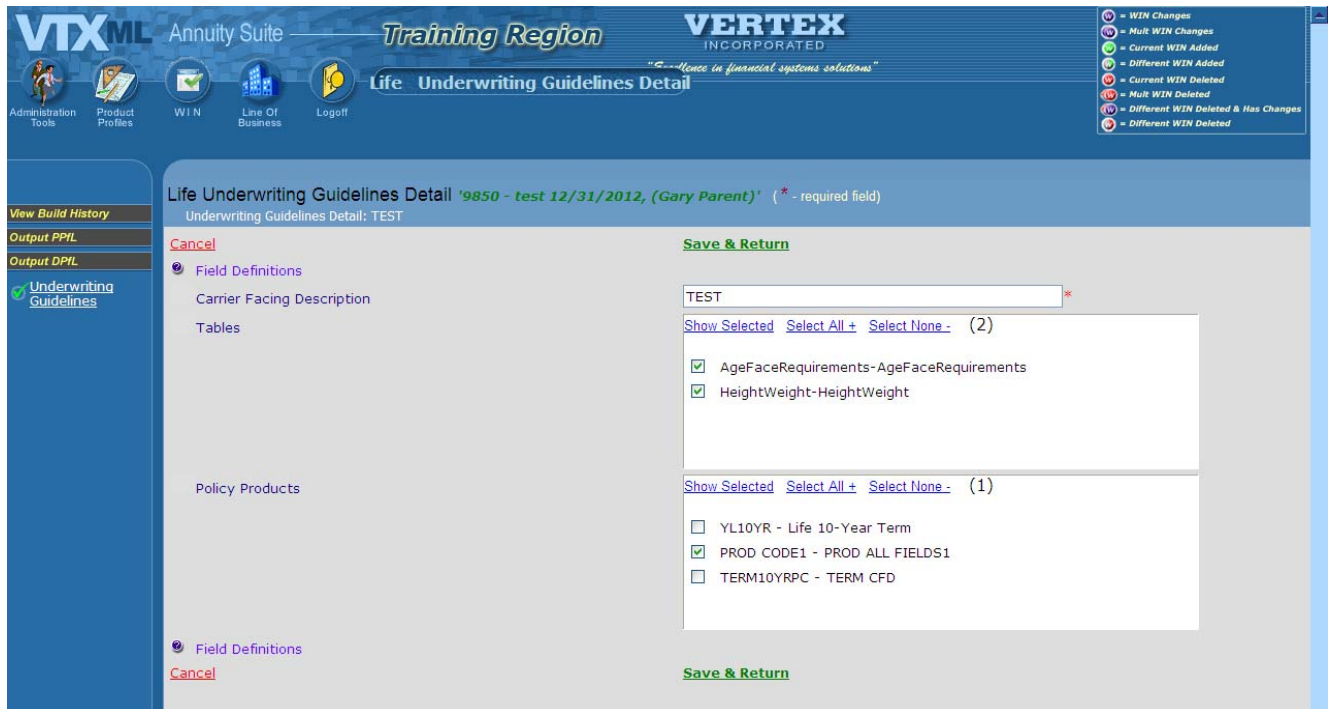 VTXML Annuity Suite Training Region VERTEX
INCORPORATED
"Excellence in financial systems solutions"
Life Underwriting Guidelines Detail
Administration Tools
Product Profiles
WIN
Line Of Business
Logoff
W = WIN Changes
W = Mult WIN Changes
= Current WIN Added
= Different WIN Added
= Current WIN Deleted
= Mult WIN Deleted
= Different WIN Deleted & Has Changes
= Different WIN Deleted
View Build History
Output PPfL
Output DPfL
Underwriting
Guidelines
Life Underwriting Guidelines Detail '9850 - test 12/31/2012, (Gary Parent)' (* - required field)
Underwriting Guidelines Detail: TEST
Cancel Save & Return
Field Definitions
Carrier Facing Description TEST *
Tables Show Selected Select All + Select None - (2)
AgeFaceRequirements-AgeFaceRequirements
HeightWeight-HeightWeight
Policy Products Show Selected Select All + Select None - (1)
YL10YR - Life 10-Year Term
PROD CODE1 - PROD ALL FIELDS1
TERM10YRPC - TERM CFD
Field Definitions
Cancel Save & Return